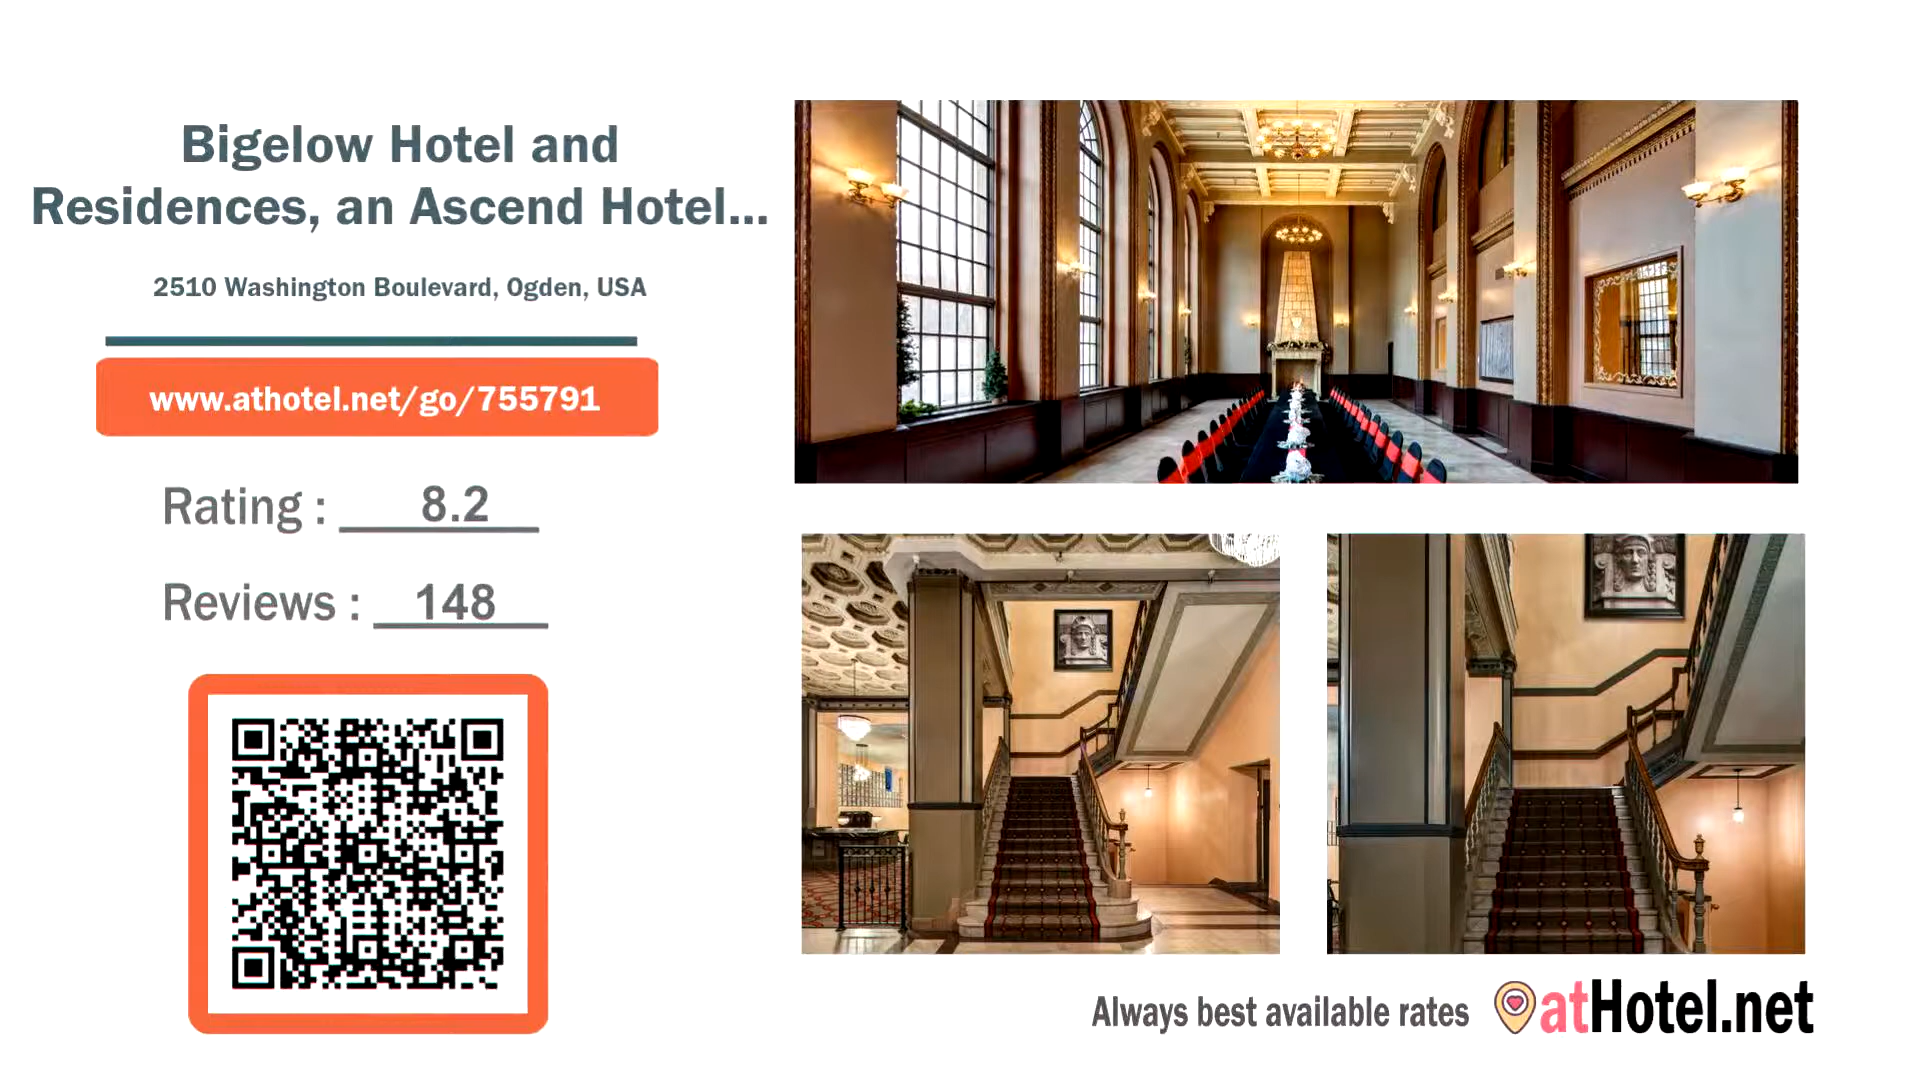 Bigelow Hotel and
Residences, an Ascend Hotel...
2510 Washington Boulevard, Ogden, USA
www.athotel.net/go/755791
Rating : 8.2
Reviews : 148
Always best available rates
atHotel.net